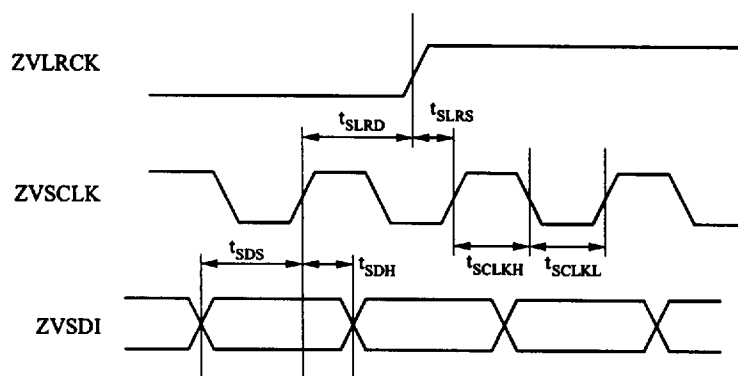 ZVLRCK
tSLRD
tSLRS
ZVSCLK
tSDS
tSDH
tSCLKH
tSCLKL
ZVSDI